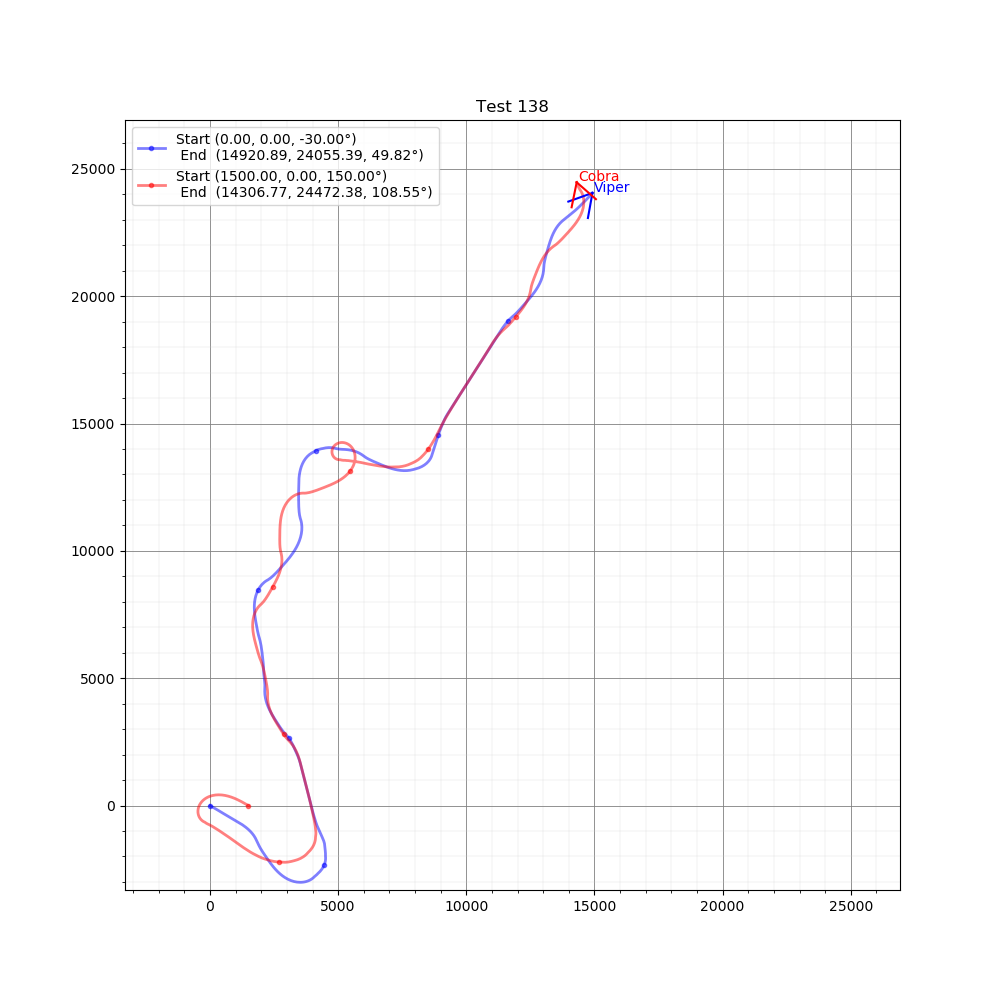 Test 138
Start (0.00, 0.00, -30.00°)
End  (14920.89, 24055.39, 49.82°)
Start (1500.00, 0.00, 150.00°)
End  (14306.77, 24472.38, 108.55°)
Cobra
Viper
25000
20000
15000
10000
5000
0
0 5000 10000 15000 20000 25000